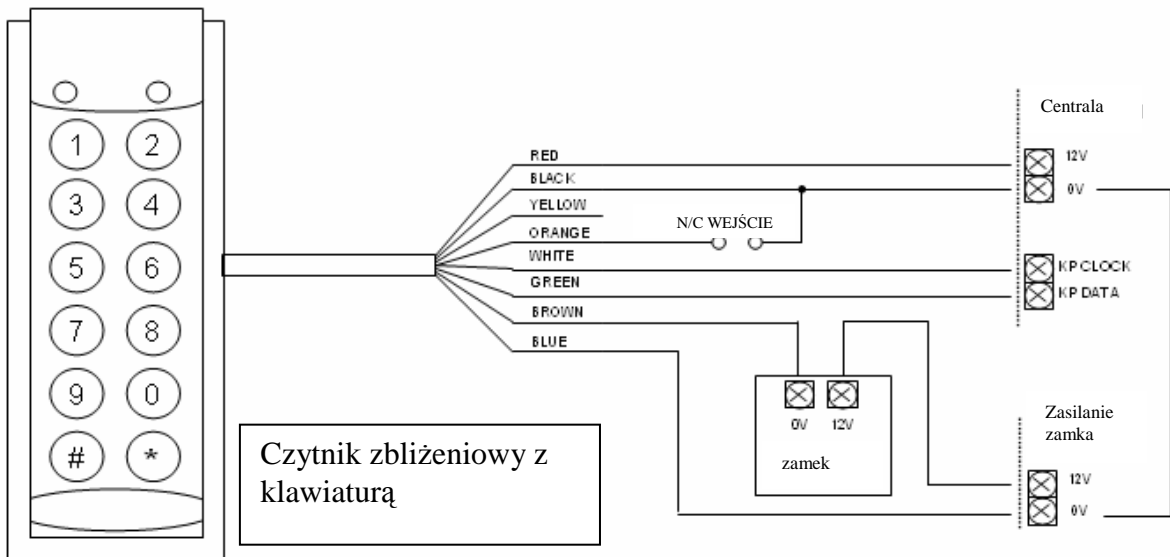 1 2
3 4
5 6
7 8
9 0
# *
RED
BLACK
YELLOW
ORANGE
WHITE
GREEN
BROWN
BLUE
N/C WEJŚCIE
Centrala
12V
0V
KP CLOCK
KP DATA
0V 12V
zamek
Zasilanie
zamka
12V
0V
Czytnik zbliżeniowy z
klawiaturą